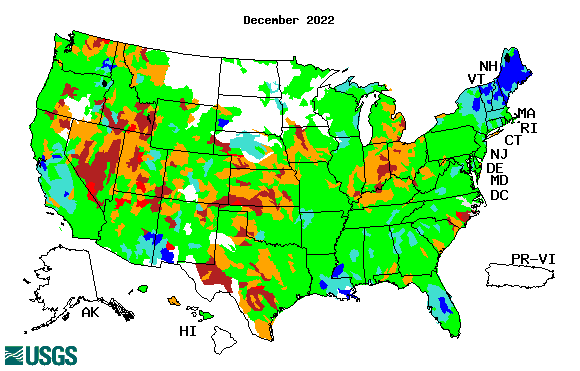 December 2022
NH
VT
MA
RI
CT
NJ
DE
MD
DC
PR-VI
AK
HI
USGS